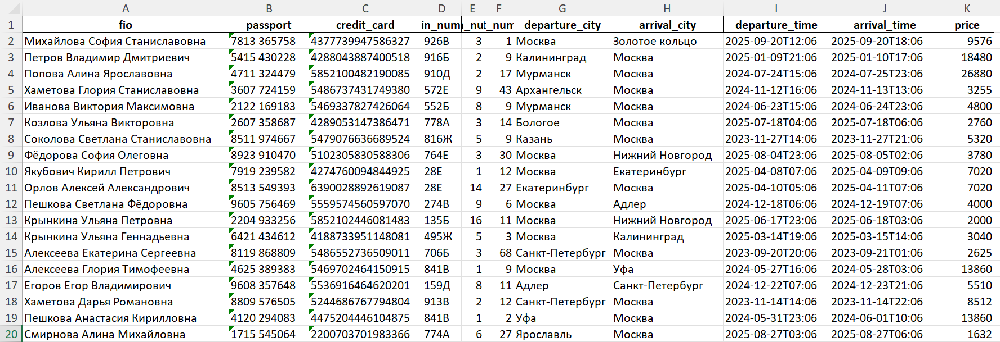 A B C D E F G H I J K
1 fio passport credit_card in_num _nu t_num departure_city arrival_city departure_time arrival_time price
2 Михайлова София Станиславовна 7813 365758 4377739947586327 926В 3 1 Москва Золотое кольцо 2025-09-20T12:06 2025-09-20T18:06 9576
3 Петров Владимир Дмитриевич 5415 430228 4288043887400518 916Б 2 9 Калининград Москва 2025-01-09T21:06 2025-01-10T17:06 18480
4 Попова Алина Ярославовна 4711 324479 5852100482190085 910Д 2 17 Мурманск Москва 2024-07-24T15:06 2024-07-25T23:06 26880
5 Хаметова Глория Станиславовна 3607 724159 5486737431749380 572Е 9 43 Архангельск Москва 2024-11-12T16:06 2024-11-13T13:06 3255
6 Иванова Виктория Максимовна 2122 169183 5469337827426064 552Б 8 9 Мурманск Москва 2024-06-23T15:06 2024-06-24T23:06 4800
7 Козлова Ульяна Викторовна 2607 358687 4289053147386471 778А 3 14 Бологое Москва 2025-07-18T04:06 2025-07-18T06:06 2760
8 Соколова Светлана Станиславовна 8511 974667 5479076636689524 816Ж 5 9 Казань Москва 2023-11-27T14:06 2023-11-27T21:06 5320
9 Фёдорова София Олеговна 8923 910470 5102305830588306 764Е 3 30 Москва Нижний Новгород 2025-08-04T23:06 2025-08-05T02:06 3780
10 Якубович Кирилл Петрович 7919 239582 4274760094844925 28Е 1 12 Москва Екатеринбург 2025-04-08T07:06 2025-04-09T09:06 7020
11 Орлов Алексей Александрович 8513 549393 6390028892619087 28Е 14 27 Екатеринбург Москва 2025-04-10T05:06 2025-04-11T07:06 7020
12 Пешкова Светлана Фёдоровна 9605 756469 5559574560597070 274В 9 6 Москва Адлер 2024-12-18T06:06 2024-12-19T07:06 4000
13 Крынкина Ульяна Петровна 2204 933256 5852102446081483 135Б 16 11 Москва Нижний Новгород 2025-06-17T23:06 2025-06-18T03:06 2000
14 Крынкина Ульяна Геннадьевна 6421 434612 4188733951148081 495Ж 5 3 Москва Калининград 2025-03-14T19:06 2025-03-15T14:06 3040
15 Алексеева Екатерина Сергеевна 8119 868809 5486552736509011 706Б 3 68 Санкт-Петербург Москва 2023-09-20T20:06 2023-09-21T01:06 2625
16 Алексеева Глория Тимофеевна 4625 389383 5469702464150915 841В 1 9 Москва Уфа 2024-05-27T16:06 2024-05-28T03:06 13860
17 Егоров Егор Владимирович 9608 357648 5536916464620201 159Д 8 11 Адлер Санкт-Петербург 2024-12-22T07:06 2024-12-23T21:06 5510
18 Хаметова Дарья Романовна 8809 576505 5244686767794804 913В 2 12 Санкт-Петербург Москва 2023-11-14T14:06 2023-11-14T22:06 8512
19 Пешкова Анастасия Кирилловна 4120 294083 4475204446104875 841В 1 2 Уфа Москва 2024-05-31T23:06 2024-06-01T10:06 13860
20 Смирнова Алина Михайловна 1715 545064 2200703701983366 774А 6 27 Ярославль Москва 2025-08-27T03:06 2025-08-27T06:06 1632